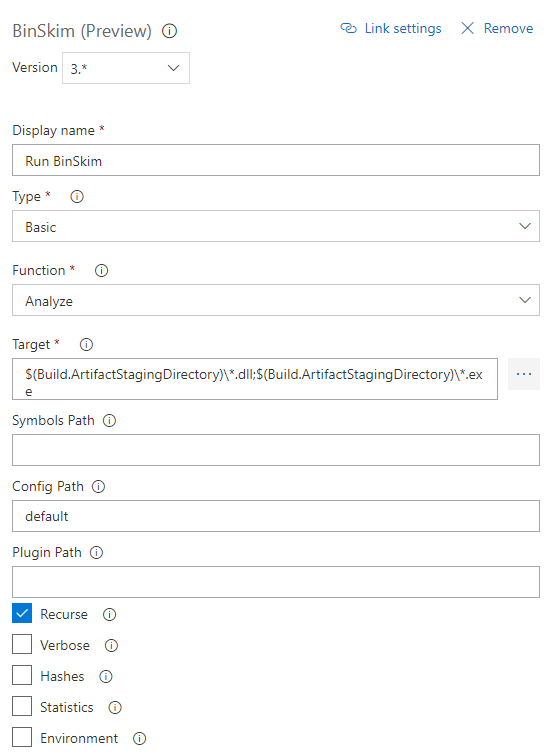 BinSkim (Preview)
Link settings
Remove
Version
3.*
Display name *
Run BinSkim
Type *
Basic
Function *
Analyze
Target *
$(Build.ArtifactStagingDirectory)\*.dll;$(Build.ArtifactStagingDirectory)\*.ex
e
...
Symbols Path
Config Path
default
Plugin Path
Recurse
Verbose
Hashes
Statistics
Environment